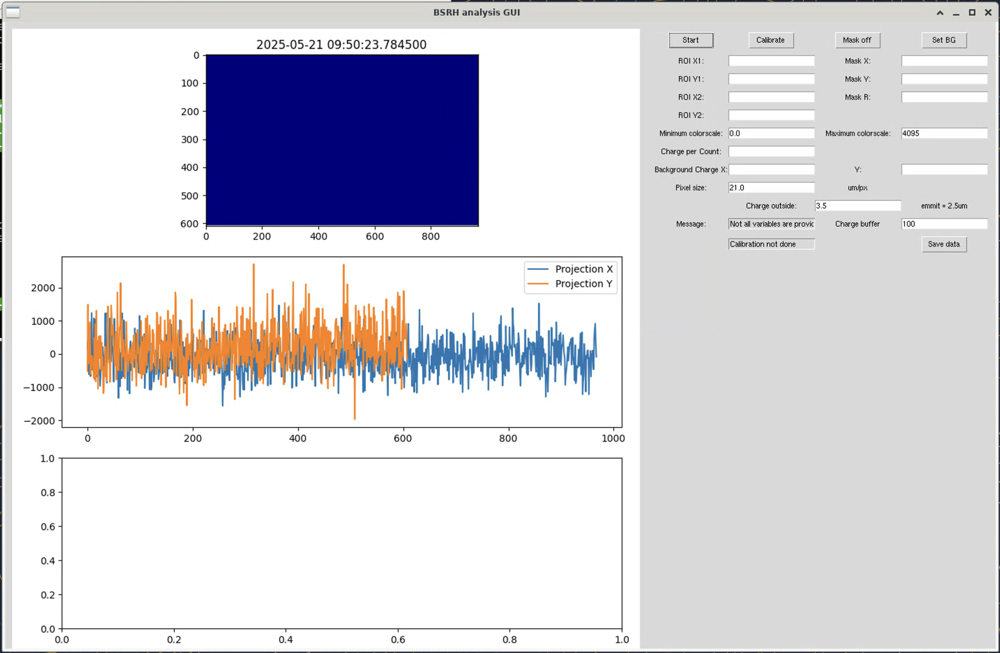 BSRH analysis GUI
2025-05-21 09:50:23.784500
0
100
200
300
400
500
600
0 200 400 600 800
Projection X
Projection Y
2000
1000
0
−1000
−2000
0 200 400 600 800 1000
1.0
0.8
0.6
0.4
0.2
0.0
0.0 0.2 0.4 0.6 0.8 1.0
Start Calibrate Mask off Set BG
ROI X1: Mask X:
ROI Y1: Mask Y:
ROI X2: Mask R:
ROI Y2:
Minimum colorscale: 0.0 Maximum colorscale: 4095
Charge per Count:
Background Charge X: Y:
Pixel size: 21.0 um/px
Charge outside: 3.5 emmit = 2.5um
Message: Not all variables are provic Charge buffer 100
Calibration not done Save data